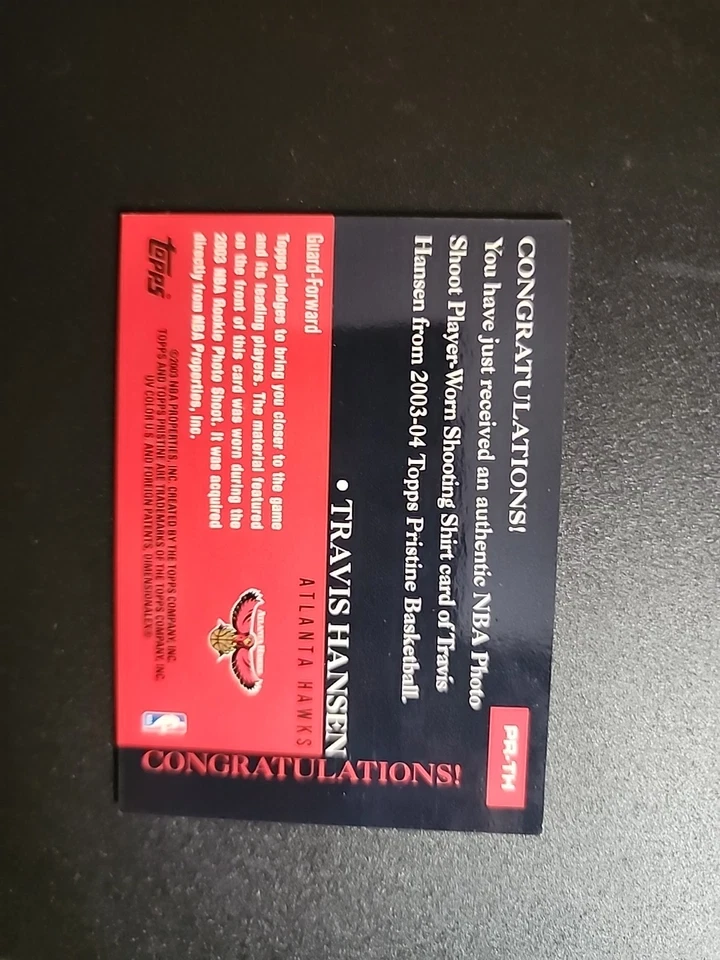 CONGRATULATIONS!
You have just received an authentic NBA Photo
Shoot Player-Worn Shooting Shirt card of Travis
Hansen from 2003-04 Topps Pristine Basketball.
PR-TH
• TRAVIS HANSEN
ATLANTA HAWKS
Guard-Forward
Topps pledges to bring you closer to the game
and its leading players. The material featured
on the front of this card was worn during the
2003 NBA Rookie Photo Shoot. It was acquired
directly from NBA Properties, Inc.
ATLANTA HAWKS
topps
©2003 NBA PROPERTIES, INC. CREATED BY THE TOPPS COMPANY, INC.
TOPPS AND TOPPS PRISTINE ARE TRADEMARKS OF THE TOPPS COMPANY, INC.
UV COLOR U.S. AND FOREIGN PATENTS, DIMENSIONALEX®
CONGRATULATIONS!